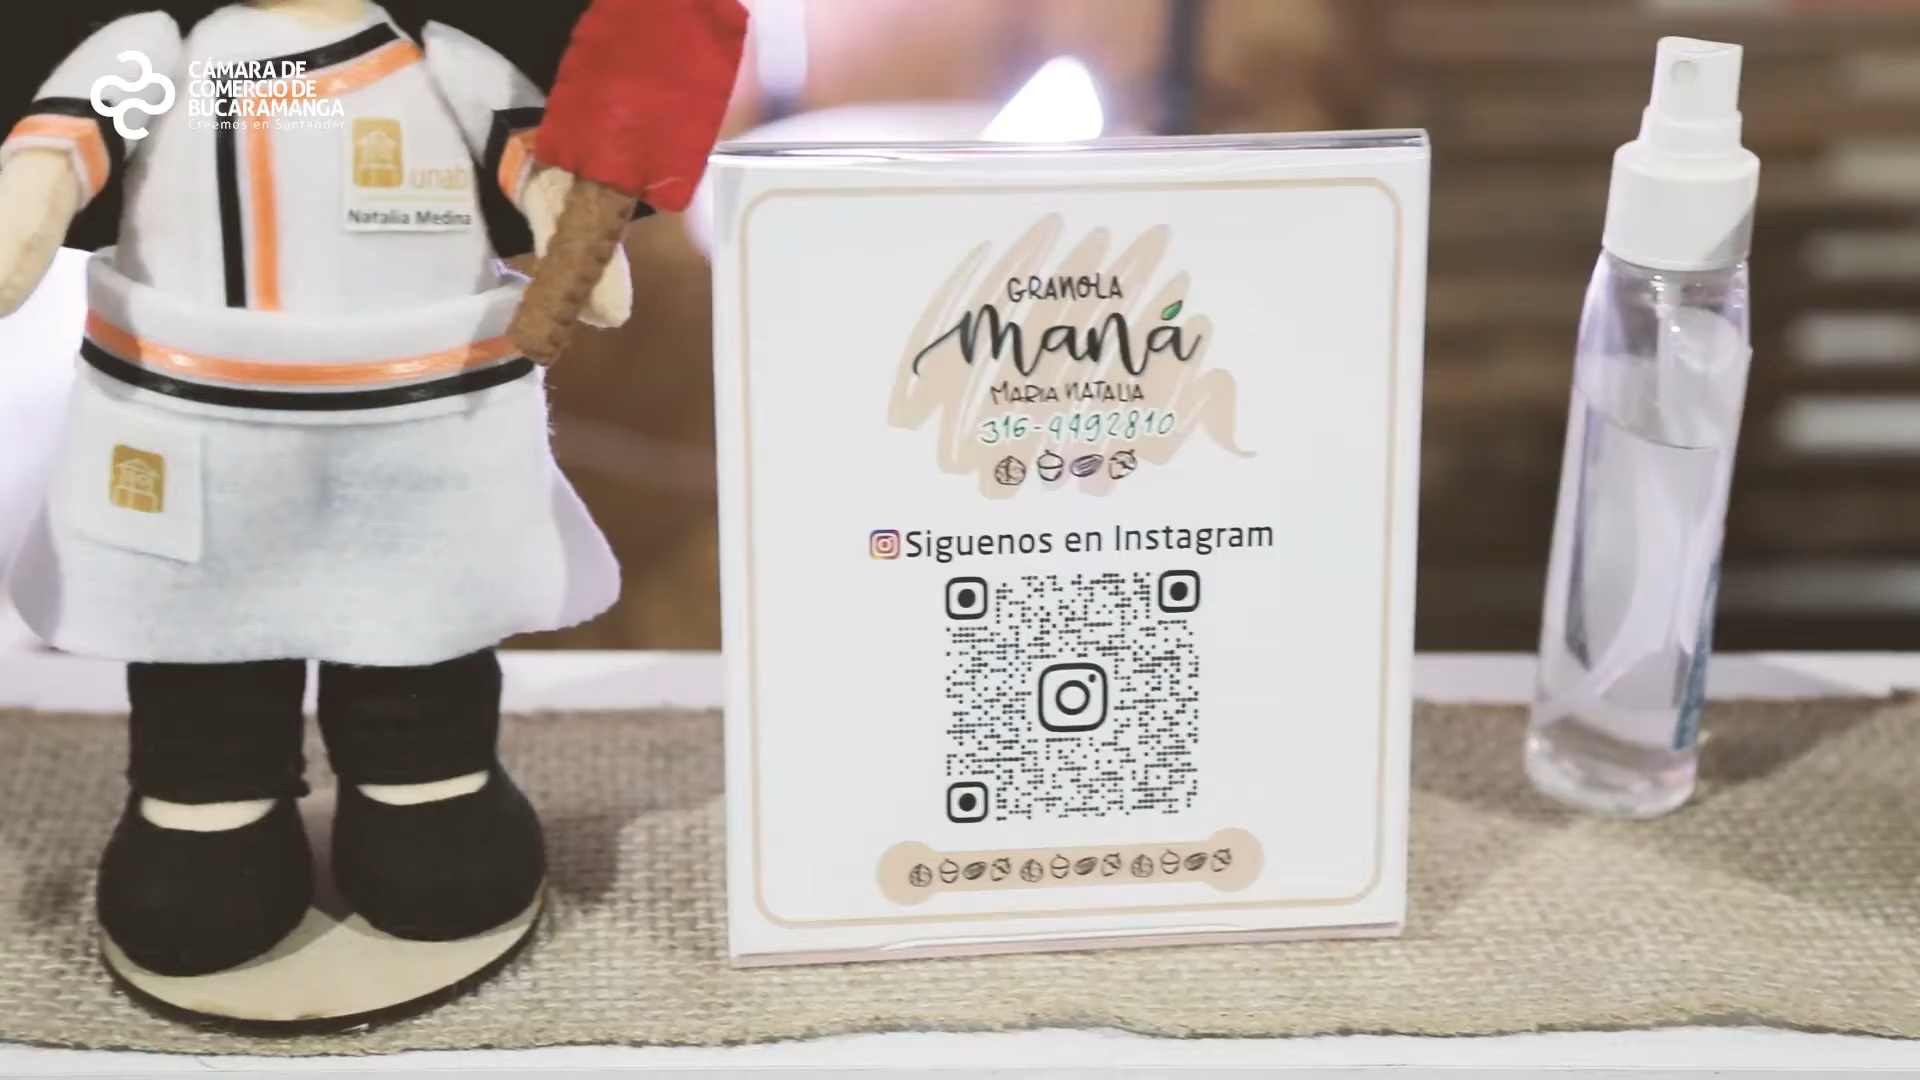 CÁMARA DE
COMERCIO DE
BUCARAMANGA
Creemos en Santander
unab
Natalia Medina
GRANOLA
maná
MARIA NATALIA
316-4492810
Siguenos en Instagram